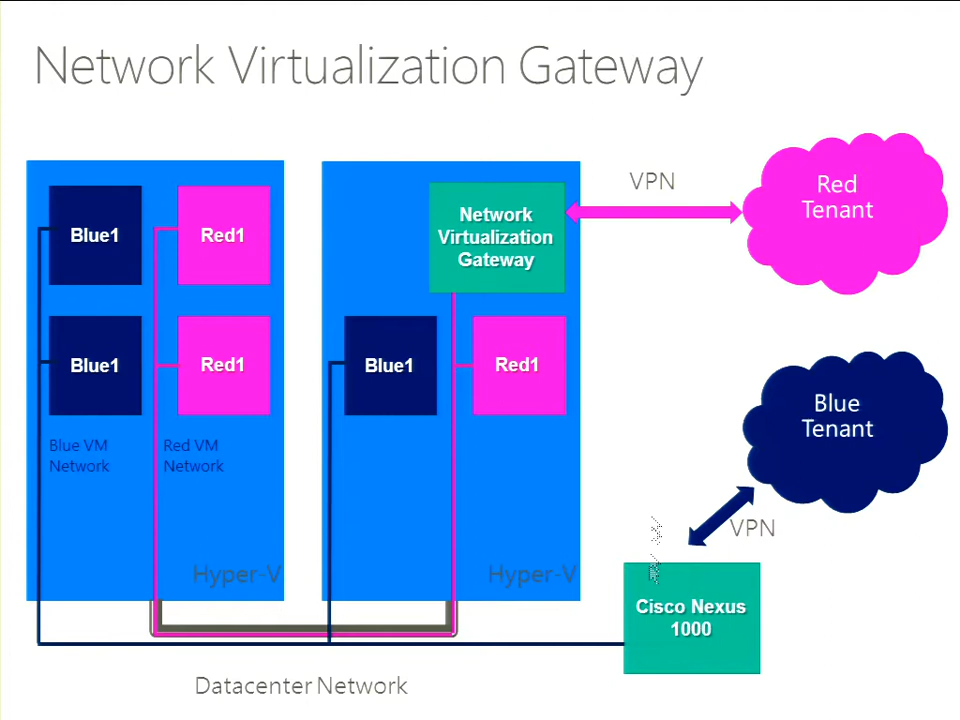 Network Virtualization Gateway
Blue1
Red1
Network
Virtualization
Gateway
VPN
Red
Tenant
Blue1
Red1
Blue1
Red1
Blue VM
Network
Red VM
Network
Blue
Tenant
VPN
Hyper-V
Hyper-V
Cisco Nexus
1000
Datacenter Network